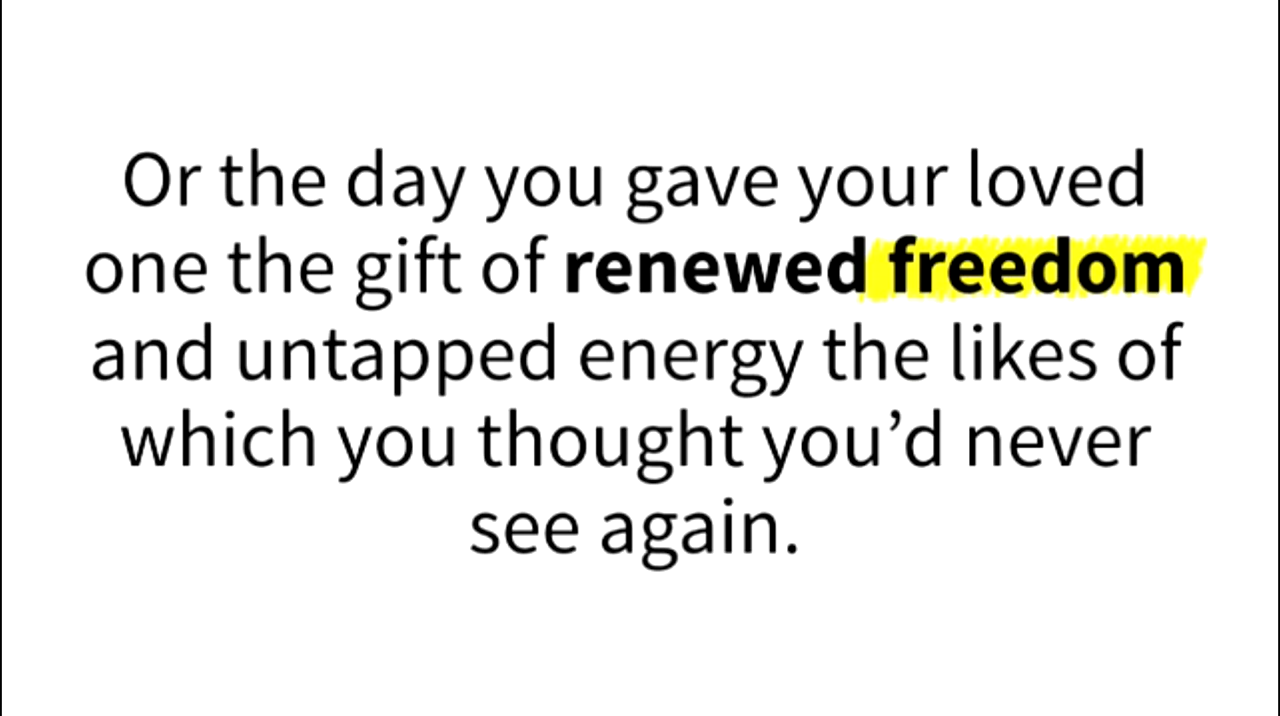 Or the day you gave your loved
one the gift of renewed freedom
and untapped energy the likes of
which you thought you’d never
see again.